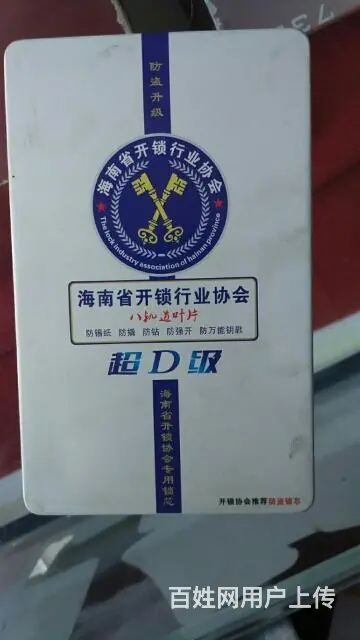 防盗升级
海南省开锁行业协会
The lock industry association of hainan province
海南省开锁行业协会
八轨道叶片
防锡纸 防撬 防钻 防强开 防万能钥匙
超D级
海南省开锁协会专用锁芯
开锁协会推荐防盗锁芯
百姓网用户上传